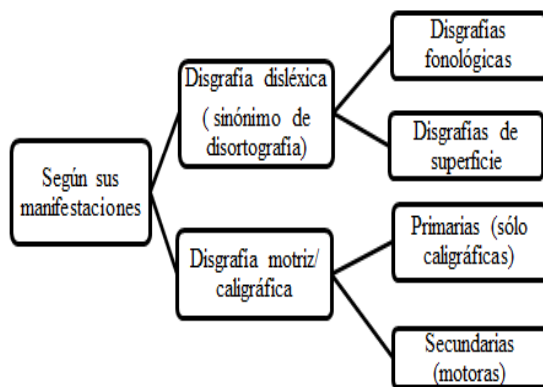 Según sus
manifestaciones
Disgrafía disléxica
( sinónimo de
disortografía)
Disgrafías
fonológicas
Disgrafías de
superficie
Disgrafía motriz/
caligráfica
Primarias (sólo
caligráficas)
Secundarias
(motoras)